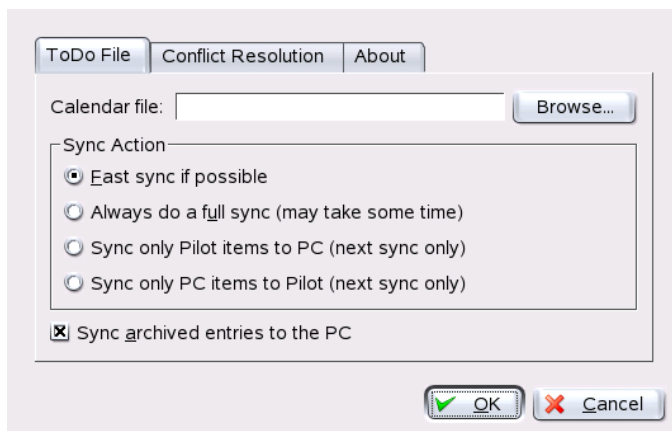 ToDo File Conflict Resolution About
Calendar file: Browse...
Sync Action
Fast sync if possible
Always do a full sync (may take some time)
Sync only Pilot items to PC (next sync only)
Sync only PC items to Pilot (next sync only)
Sync archived entries to the PC
OK Cancel